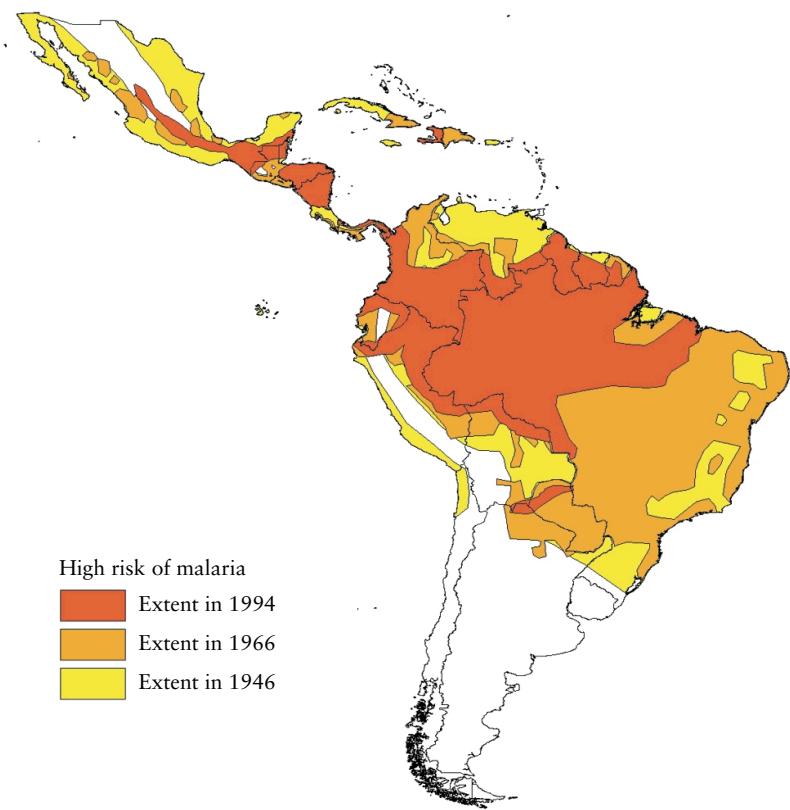 High risk of malaria
Extent in 1994
Extent in 1966
Extent in 1946